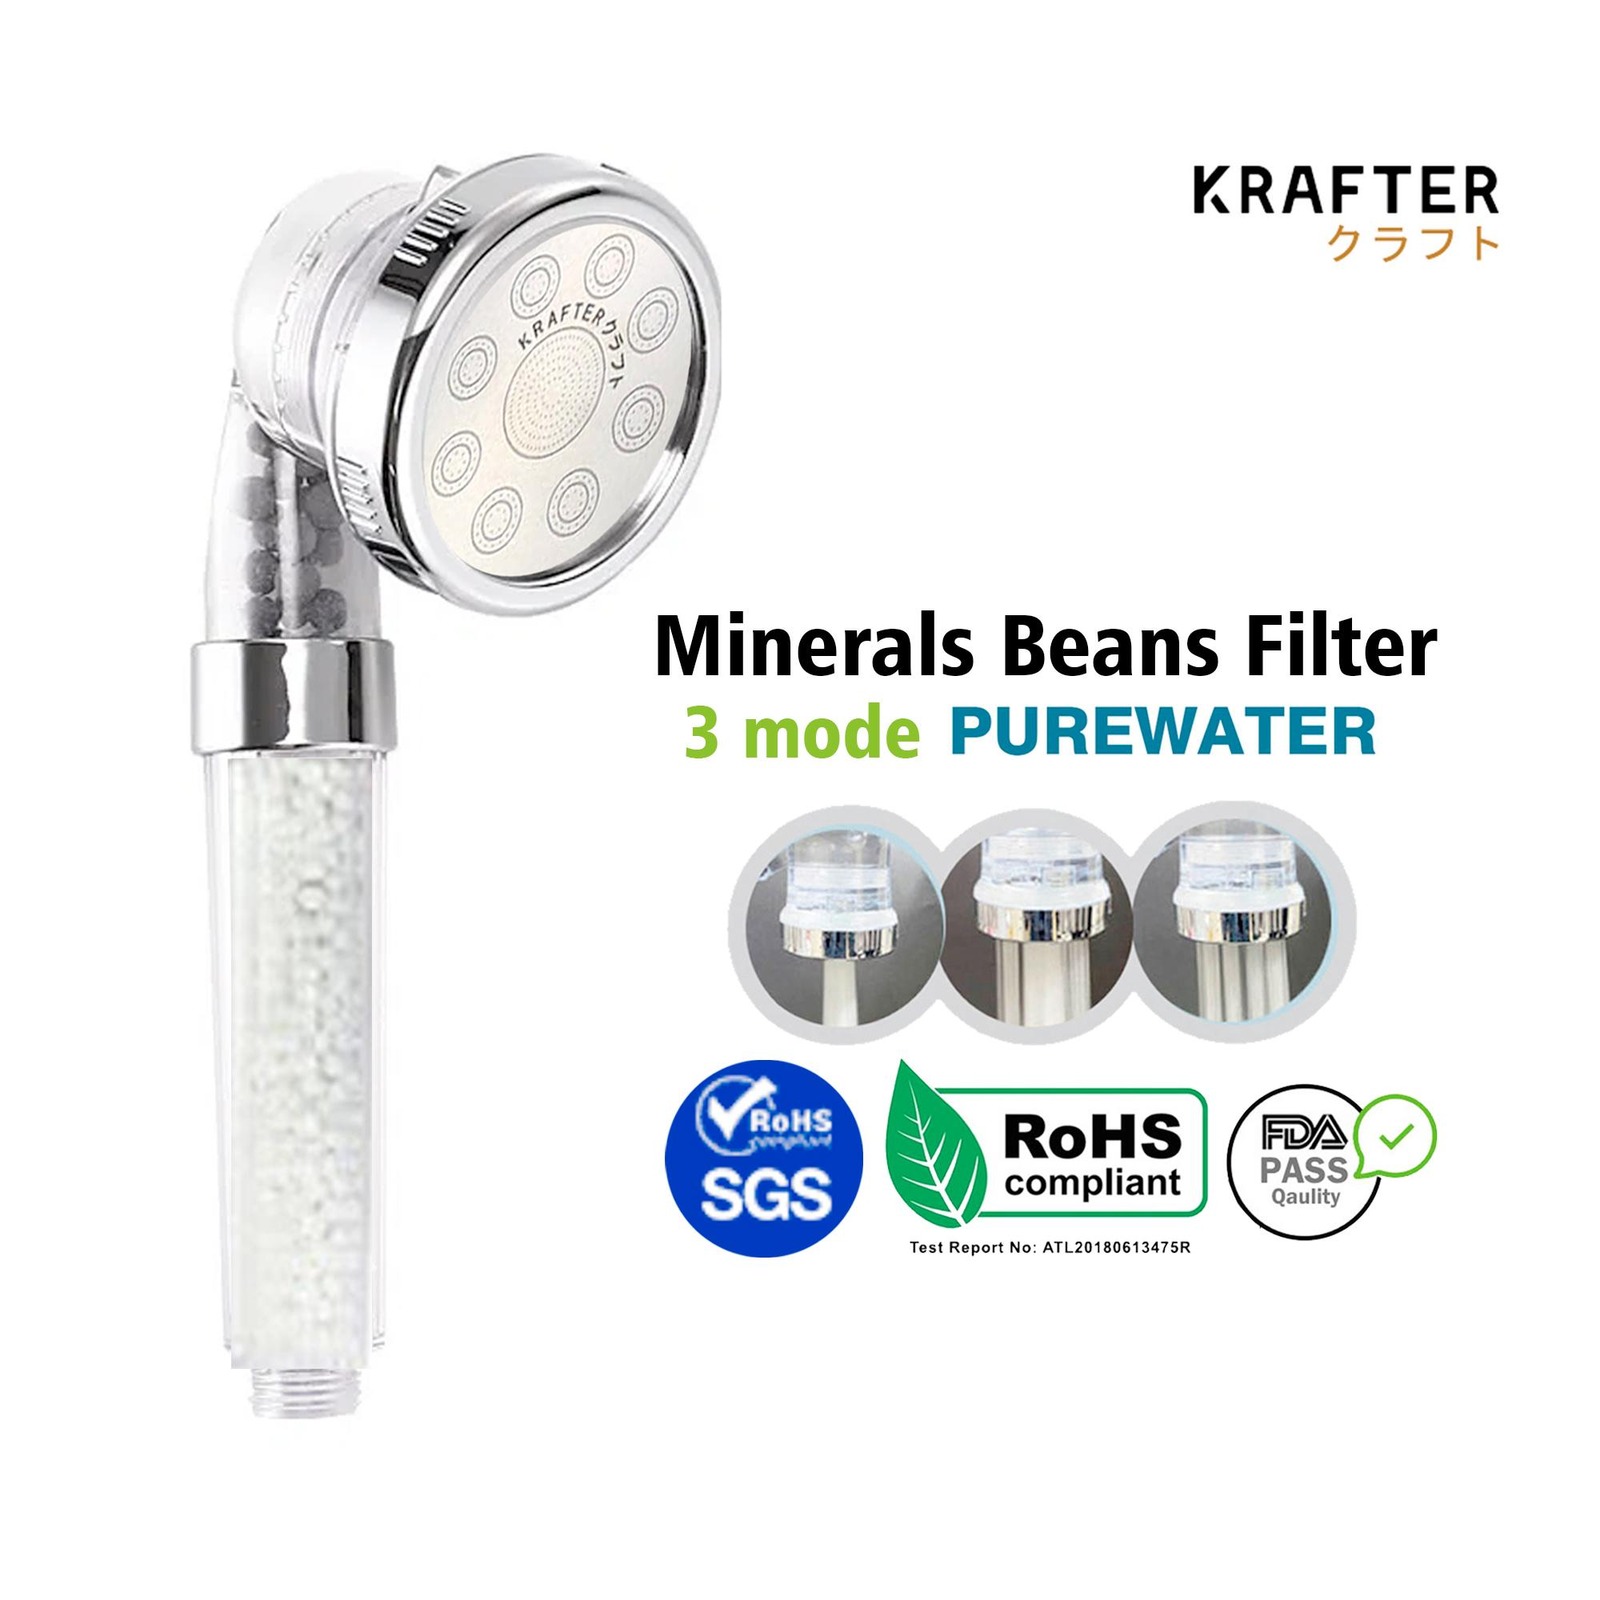 KRAFTER
クラフト
KRAFTERクラフト
Minerals Beans Filter
3 mode PUREWATER
RoHS
compliant
SGS
RoHS
compliant
Test Report No: ATL20180613475R
FDA
PASS
Qaulity